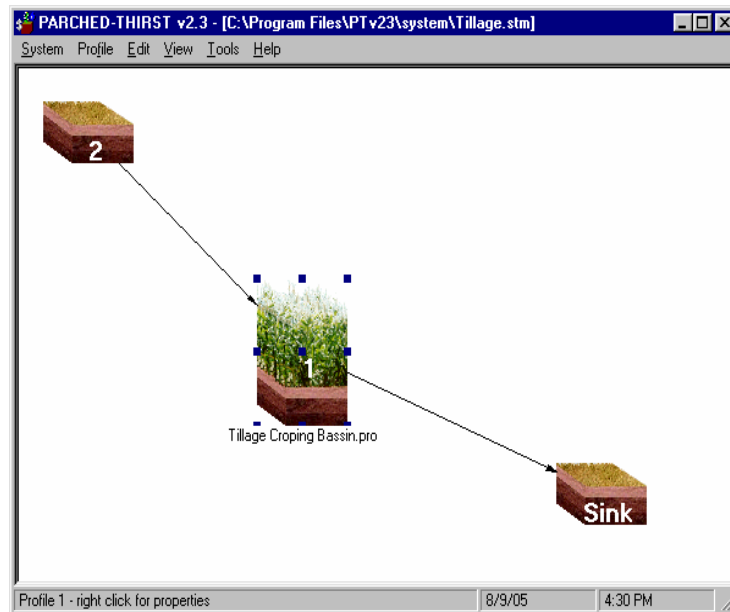 PARCHED-THIRST v2.3 - [C:\Program Files\PTv23\system\Tillage.stm]
System Profile Edit View Tools Help
2
1
Tillage Croping Bassin.pro
Sink
Profile 1 - right click for properties 8/9/05 4:30 PM